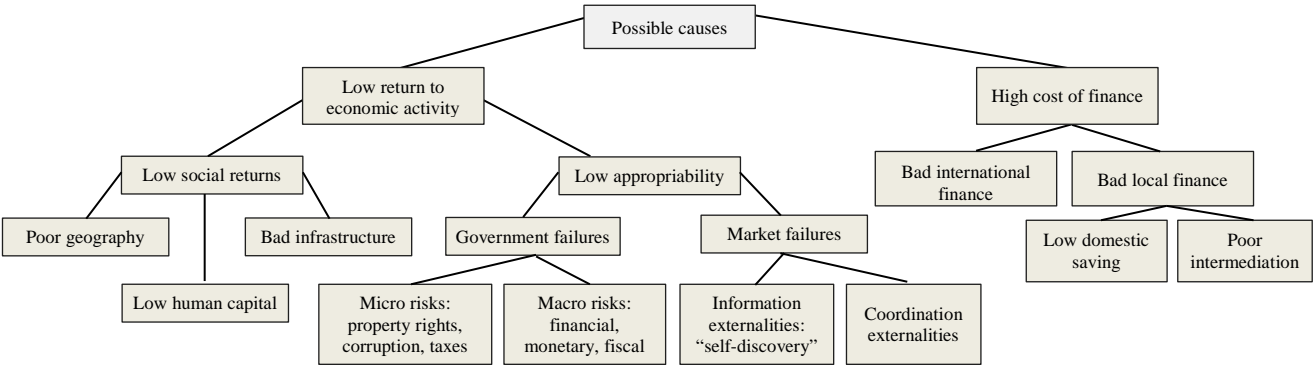 Possible causes
Low return to
economic activity
High cost of finance
Low social returns
Low appropriability
Bad international
finance
Bad local finance
Poor geography
Bad infrastructure
Government failures
Market failures
Low domestic
saving
Poor
intermediation
Low human capital
Micro risks:
property rights,
corruption, taxes
Macro risks:
financial,
monetary, fiscal
Information
externalities:
“self-discovery”
Coordination
externalities